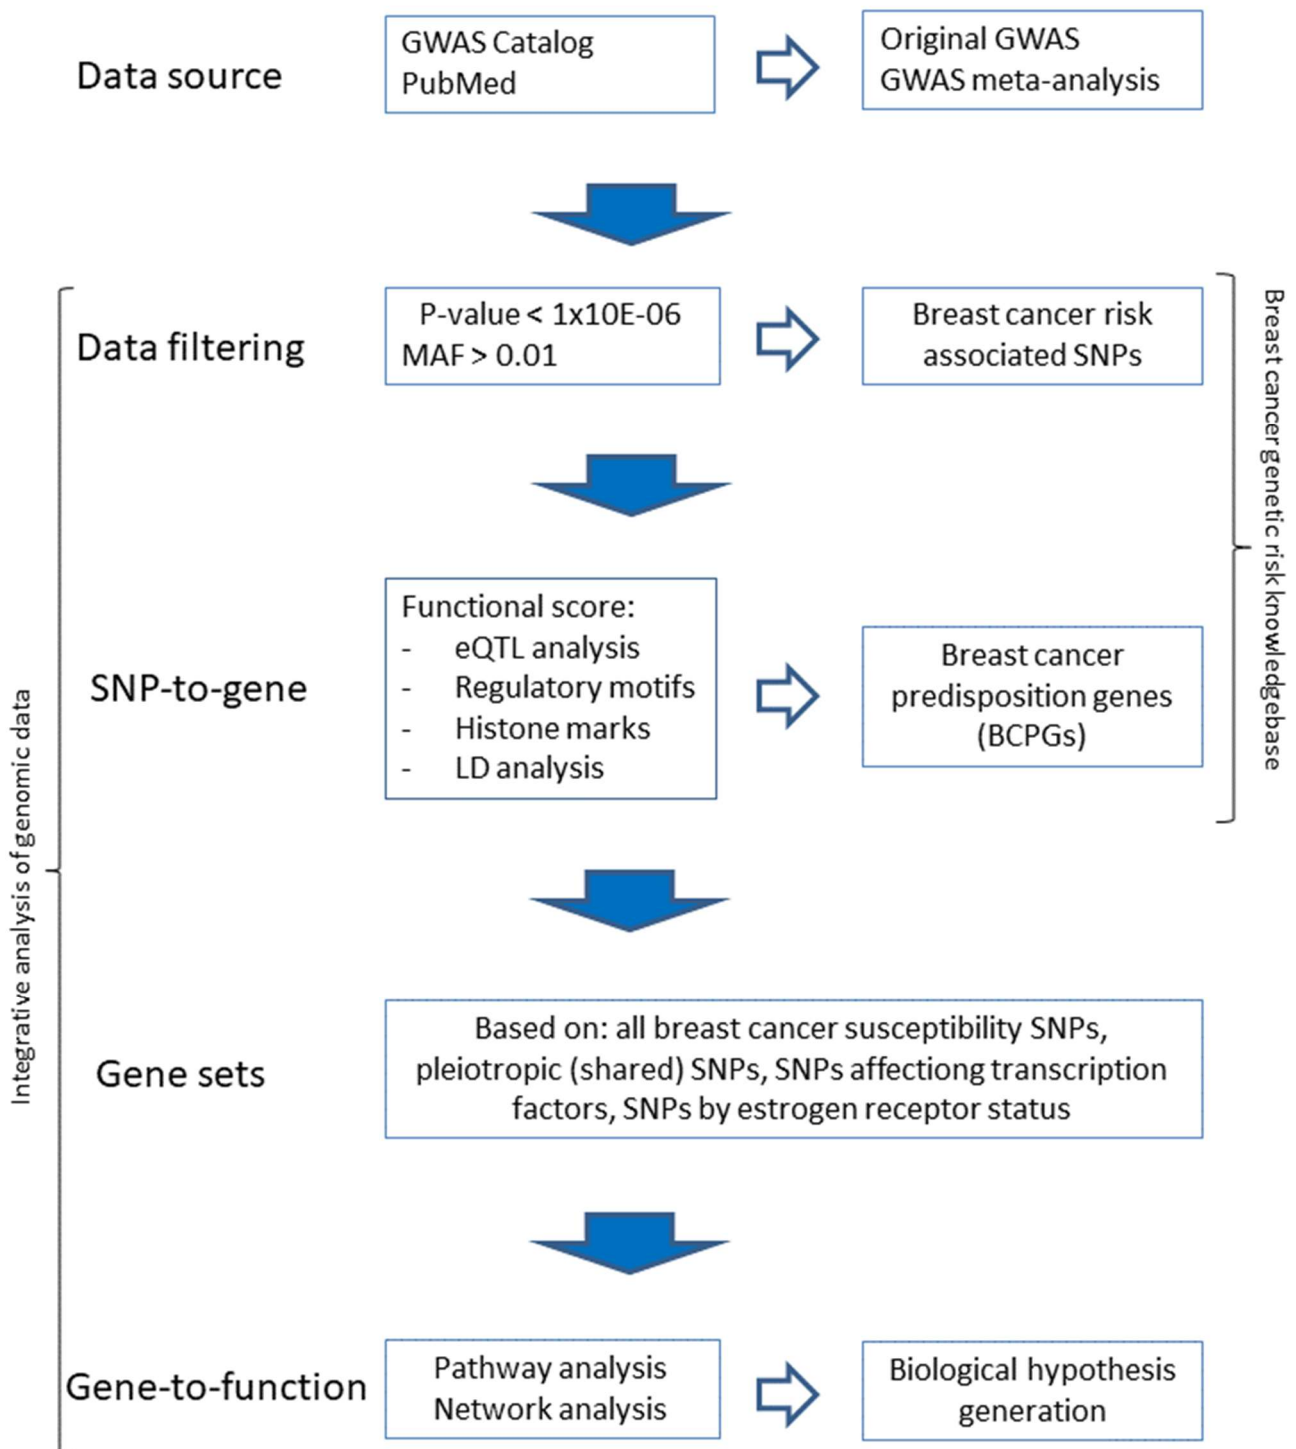 Data source
GWAS Catalog
PubMed
Original GWAS
GWAS meta-analysis
Data filtering
P-value < 1x10E-06
MAF > 0.01
Breast cancer risk
associated SNPs
SNP-to-gene
Functional score:
- eQTL analysis
- Regulatory motifs
- Histone marks
- LD analysis
Breast cancer
predisposition genes
(BCPGs)
Breast cancer genetic risk knowledgebase
Integrative analysis of genomic data
Gene sets
Based on: all breast cancer susceptibility SNPs,
pleiotropic (shared) SNPs, SNPs affectiong transcription
factors, SNPs by estrogen receptor status
Gene-to-function
Pathway analysis
Network analysis
Biological hypothesis
generation